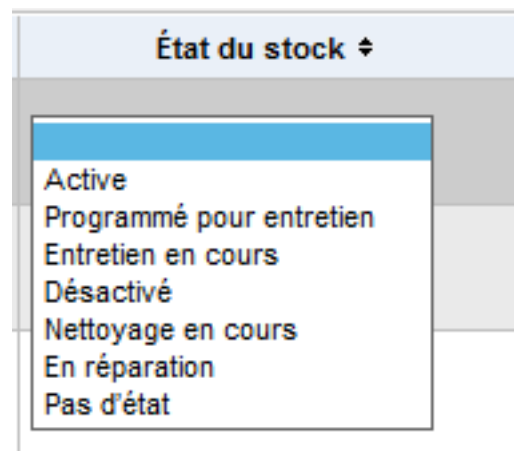 État du stock
Active
Programmé pour entretien
Entretien en cours
Désactivé
Nettoyage en cours
En réparation
Pas d'état